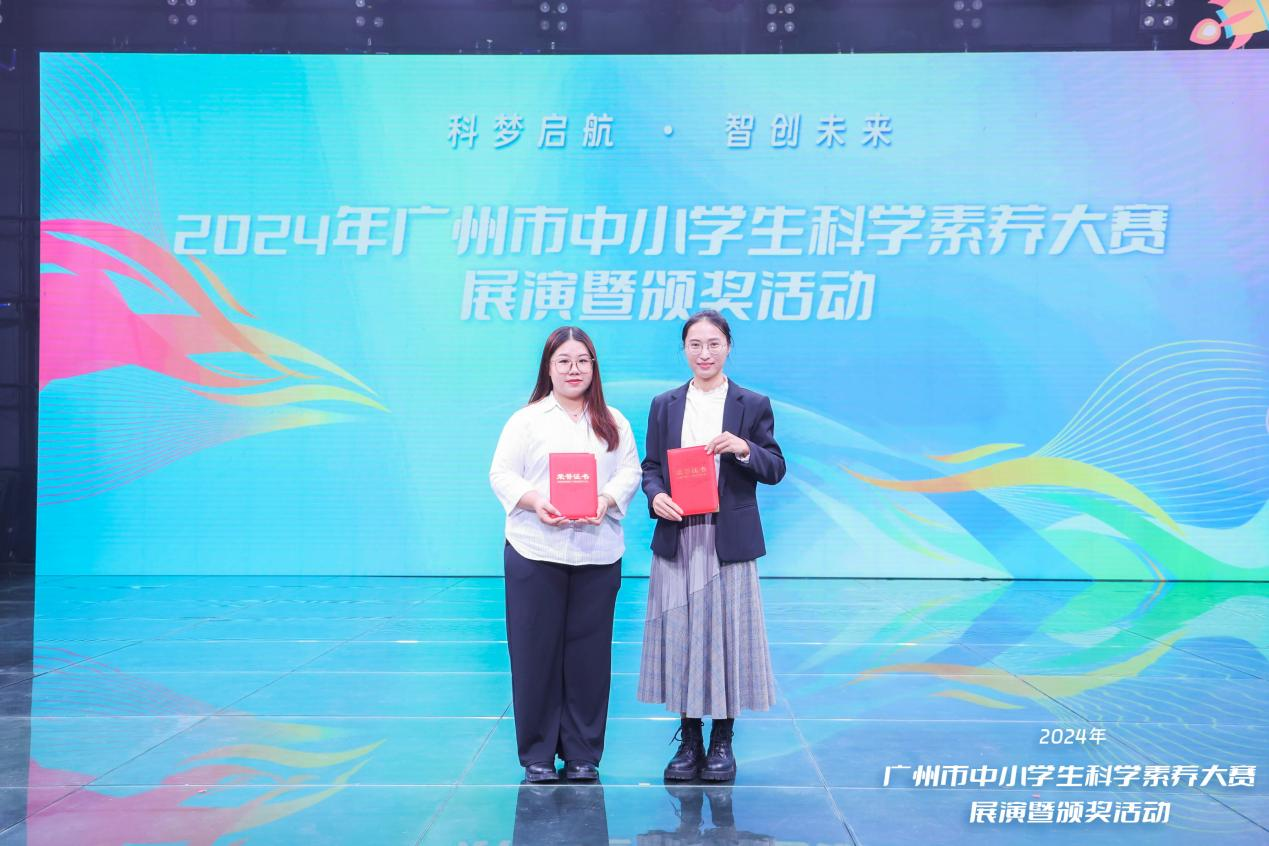 科梦启航 · 智创未来
2024年广州市中小学生科学素养大赛
展演暨颁奖活动
荣誉证书
荣誉证书
2024年
广州市中小学生科学素养大赛
展演暨颁奖活动